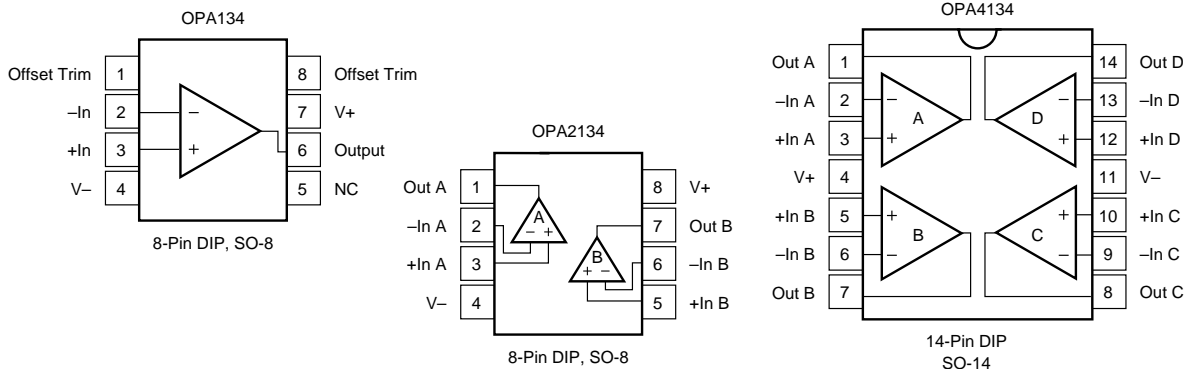 OPA134
Offset Trim 1 8 Offset Trim
–In 2 − 7 V+
+In 3 + 6 Output
V– 4 5 NC
8-Pin DIP, SO-8
OPA2134
Out A 1 A 8 V+
–In A 2 − + B 7 Out B
+In A 3 + − 6 –In B
V– 4 5 +In B
8-Pin DIP, SO-8
OPA4134
Out A 1 14 Out D
–In A 2 − A D − 13 –In D
+In A 3 + + 12 +In D
V+ 4 11 V–
+In B 5 + B C + 10 +In C
–In B 6 − − 9 –In C
Out B 7 8 Out C
14-Pin DIP
SO-14